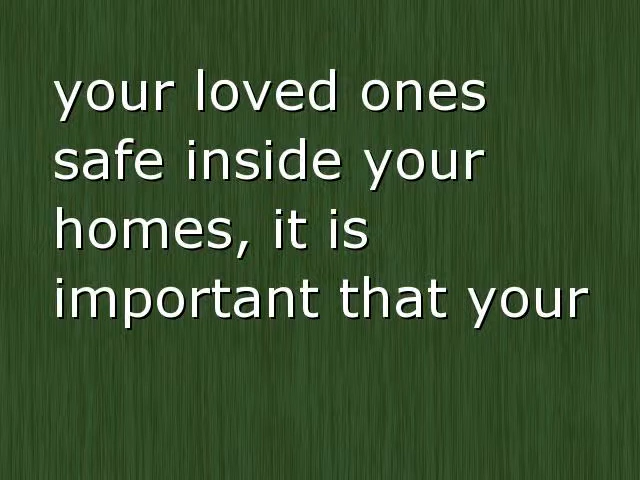 your loved ones
safe inside your
homes, it is
important that your